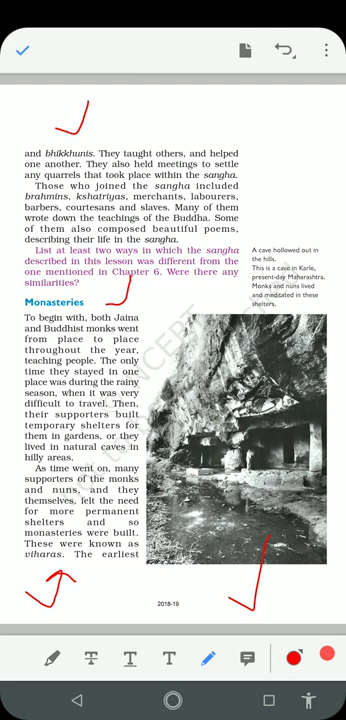 and bhikkhunis. They taught others, and helped
one another. They also held meetings to settle
any quarrels that took place within the sangha.
Those who joined the sangha included
brahmins, kshatriyas, merchants, labourers,
barbers, courtesans and slaves. Many of them
wrote down the teachings of the Buddha. Some
of them also composed beautiful poems,
describing their life in the sangha.
List at least two ways in which the sangha
described in this lesson was different from the
one mentioned in Chapter 6. Were there any
similarities?
Monasteries
To begin with, both Jaina
and Buddhist monks went
from place to place
throughout the year,
teaching people. The only
time they stayed in one
place was during the rainy
season, when it was very
difficult to travel. Then,
their supporters built
temporary shelters for
them in gardens, or they
lived in natural caves in
hilly areas.
As time went on, many
supporters of the monks
and nuns, and they
themselves, felt the need
for more permanent
shelters and so
monasteries were built.
These were known as
viharas. The earliest
A cave hollowed out in
the hills.
This is a cave in Karle,
present-day Maharashtra.
Monks and nuns lived
and meditated in these
shelters.
2018-19
T
T
T